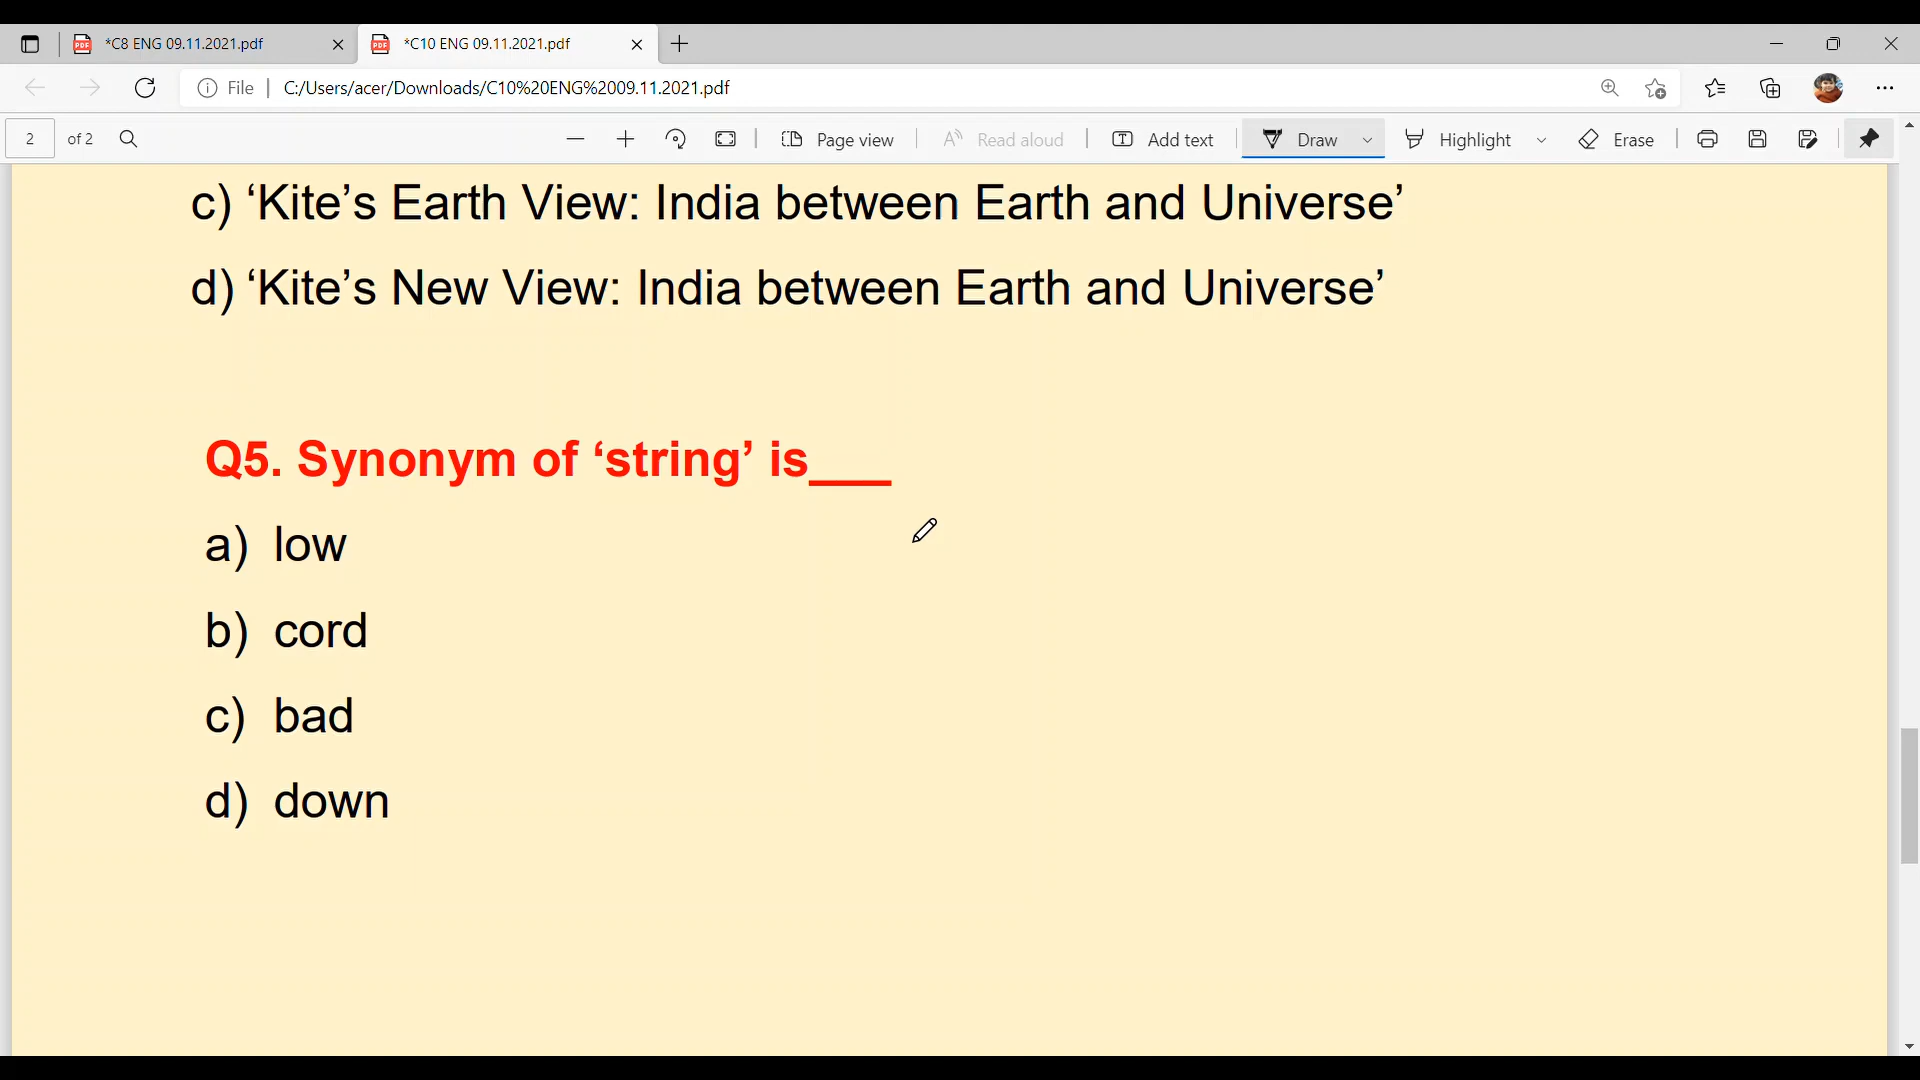 *C8 ENG 09.11.2021.pdf
*C10 ENG 09.11.2021.pdf
File
C:/Users/acer/Downloads/C10%20ENG%2009.11.2021.pdf
2 of 2
Page view
Read aloud
Add text
Draw
Highlight
Erase
c) ‘Kite’s Earth View: India between Earth and Universe’
d) ‘Kite’s New View: India between Earth and Universe’
Q5. Synonym of ‘string’ is___
a) low
b) cord
c) bad
d) down